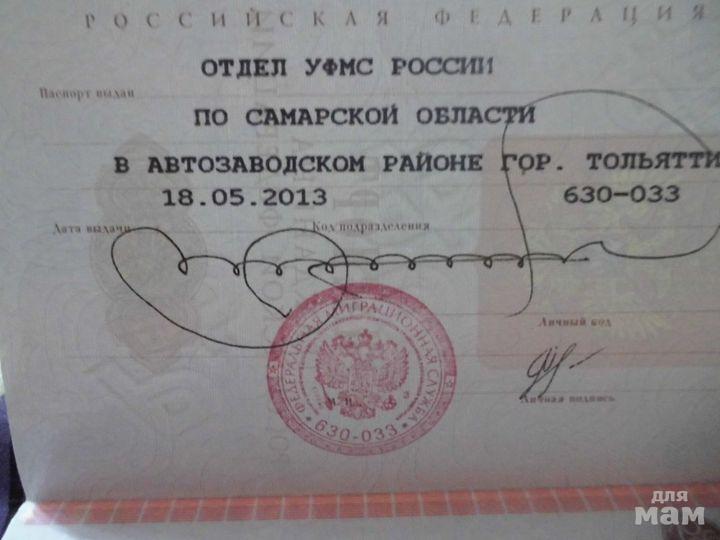 РОССИЙСКАЯ ФЕДЕРАЦИЯ
ОТДЕЛ УФМС РОССИИ
Паспорт выдан
ПО САМАРСКОЙ ОБЛАСТИ
В АВТОЗАВОДСКОМ РАЙОНЕ ГОР. ТОЛЬЯТТИ
18.05.2013 630-033
Дата выдачи Код подразделения
Личный код
ФЕДЕРАЛЬНАЯ МИГРАЦИОННАЯ СЛУЖБА
630-033
Личная подпись
для
мам